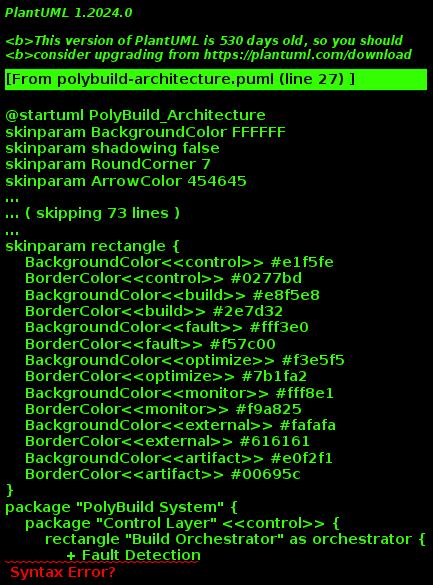 PlantUML 1.2024.0
<b>This version of PlantUML is 530 days old, so you should
<b>consider upgrading from https://plantuml.com/download
[From polybuild-architecture.puml (line 27) ]
@startuml PolyBuild_Architecture
skinparam BackgroundColor FFFFFF
skinparam shadowing false
skinparam RoundCorner 7
skinparam ArrowColor 454645
...
... ( skipping 73 lines )
...
skinparam rectangle {
    BackgroundColor<<control>> #e1f5fe
    BorderColor<<control>> #0277bd
    BackgroundColor<<build>> #e8f5e8
    BorderColor<<build>> #2e7d32
    BackgroundColor<<fault>> #fff3e0
    BorderColor<<fault>> #f57c00
    BackgroundColor<<optimize>> #f3e5f5
    BorderColor<<optimize>> #7b1fa2
    BackgroundColor<<monitor>> #fff8e1
    BorderColor<<monitor>> #f9a825
    BackgroundColor<<external>> #fafafa
    BorderColor<<external>> #616161
    BackgroundColor<<artifact>> #e0f2f1
    BorderColor<<artifact>> #00695c
}
package "PolyBuild System" {
    package "Control Layer" <<control>> {
        rectangle "Build Orchestrator" as orchestrator {
            + Fault Detection
 Syntax Error?